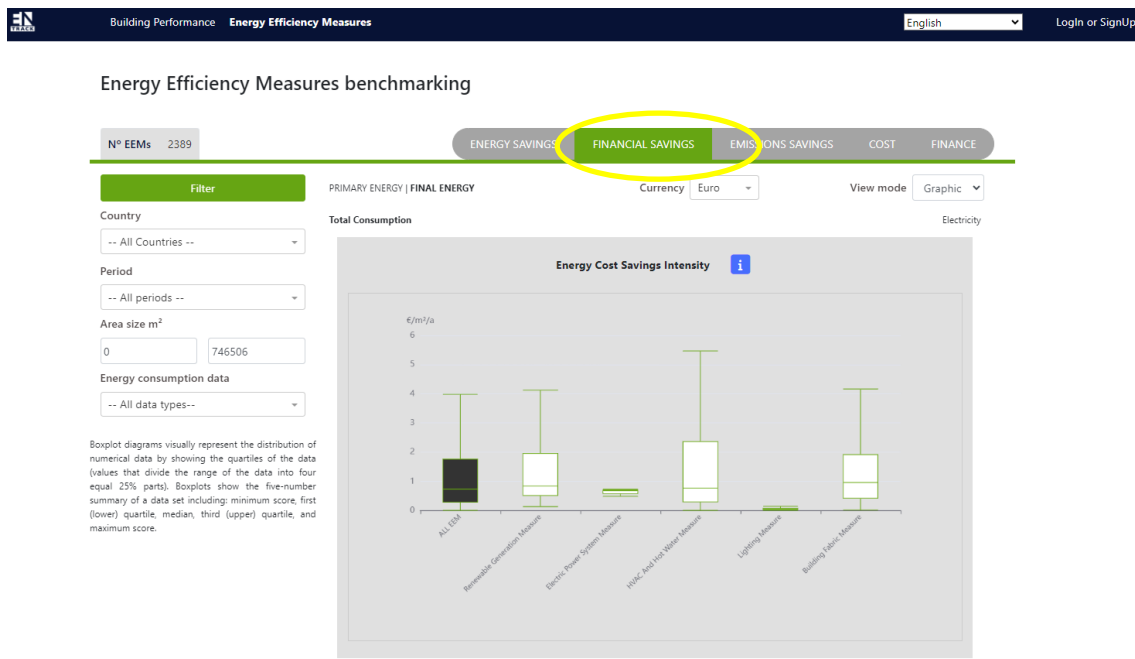 EN
TRACK
Building Performance Energy Efficiency Measures
English
LogIn or SignUp
Energy Efficiency Measures benchmarking
Nº EEMs 2389
ENERGY SAVINGS FINANCIAL SAVINGS EMISSIONS SAVINGS COST FINANCE
Filter
PRIMARY ENERGY | FINAL ENERGY
Currency Euro
View mode Graphic
Country
-- All Countries --
Period
-- All periods --
Area size m²
0 746506
Energy consumption data
-- All data types--
Boxplot diagrams visually represent the distribution of
numerical data by showing the quartiles of the data
(values that divide the range of the data into four
equal 25% parts). Boxplots show the five-number
summary of a data set including: minimum score, first
(lower) quartile, median, third (upper) quartile, and
maximum score.
Total Consumption
Electricity
Energy Cost Savings Intensity i
€/m²/a
6
5
4
3
2
1
0
ALL EEM
Renewable Generation Measure
Electric Power System Measure
HVAC And Hot Water Measure
Lighting Measure
Building Fabric Measure